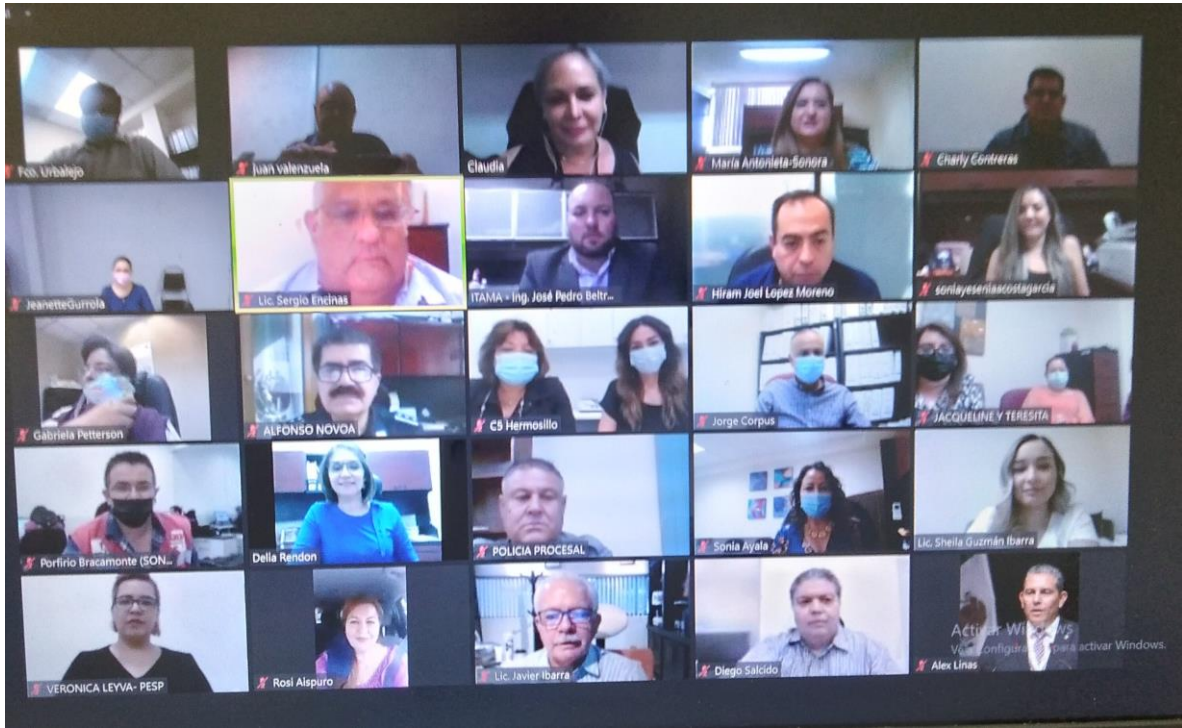 Fco. Urbalejo
Juan Valenzuela
Claudia
María Antonieta-Sonora
Charly Contreras
JeanetteGurrola
Lic. Sergio Encinas
ITAMA - Ing. José Pedro Beltr...
Hiram Joel Lopez Moreno
soniayeseniaacostagarcia
Gabriela Petterson
ALFONSO NOVOA
C5 Hermosillo
Jorge Corpus
JACQUELINE Y TERESITA
Porfirio Bracamonte (SON...
Delia Rendon
POLICIA PROCESAL
Sonia Ayala
Lic. Sheila Guzmán Ibarra
VERONICA LEYVA- PESP
Rosi Aispuro
Lic. Javier Ibarra
Diego Salcido
Alex Linas
Activar Windows
para activar Windows.